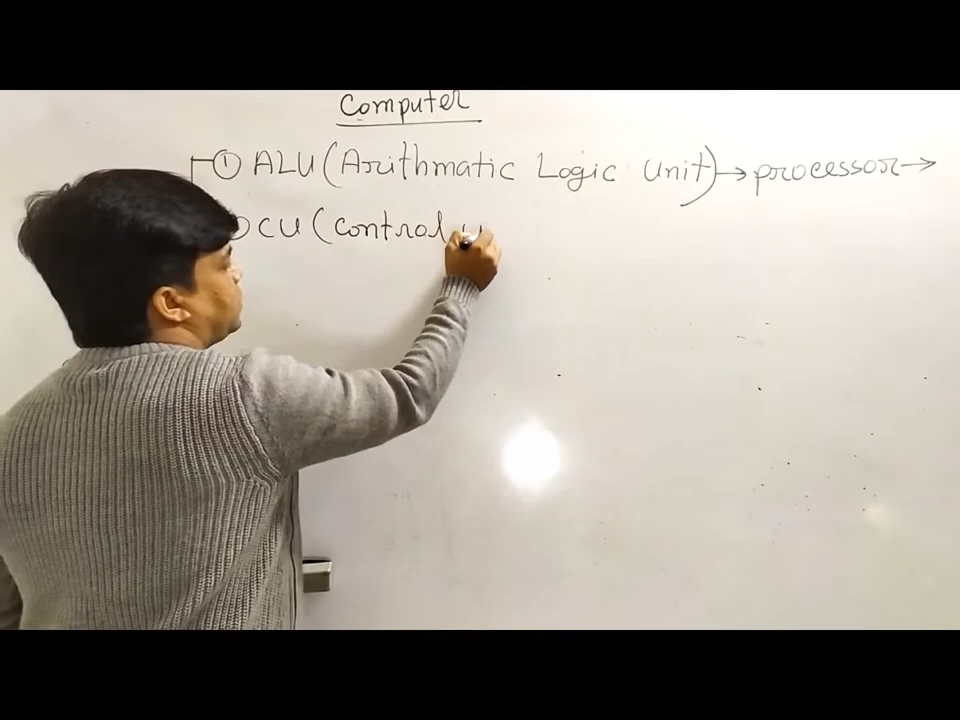 Computer
① ALU (Arithmatic Logic Unit) → processor →
CU (Control